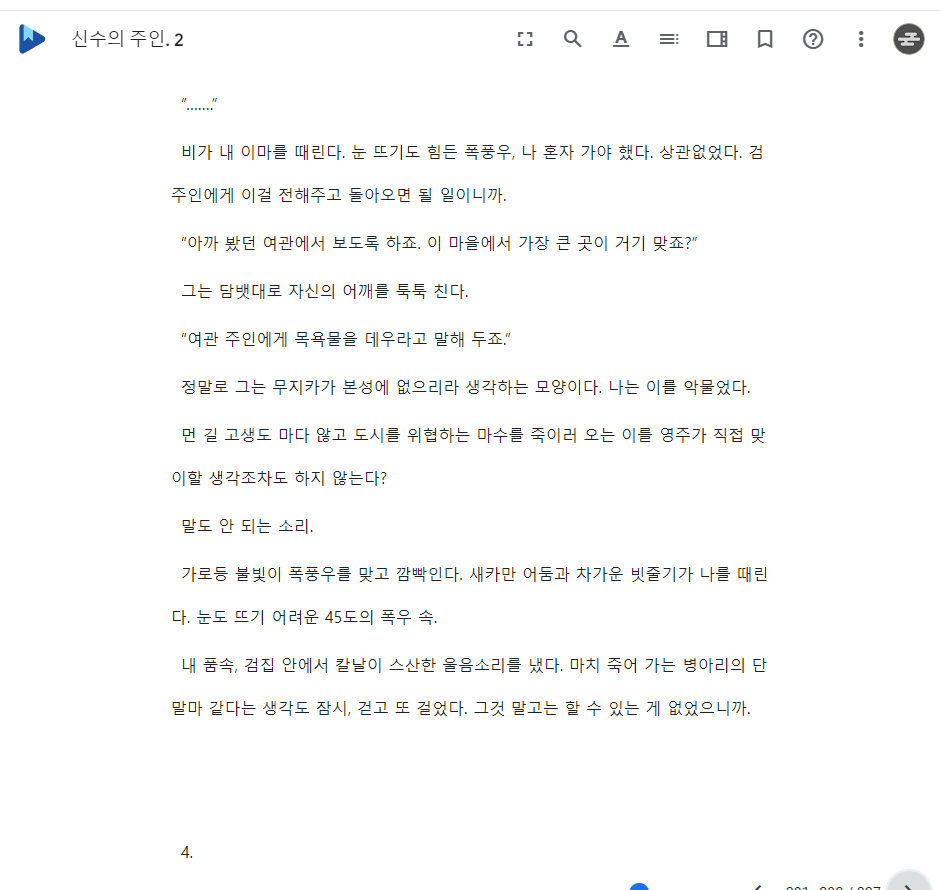 신수의 주인. 2
"……."
비가 내 이마를 때린다. 눈 뜨기도 힘든 폭풍우, 나 혼자 가야 했다. 상관없었다. 검
주인에게 이걸 전해주고 돌아오면 될 일이니까.
"아까 봤던 여관에서 보도록 하죠. 이 마을에서 가장 큰 곳이 거기 맞죠?"
그는 담뱃대로 자신의 어깨를 툭툭 친다.
"여관 주인에게 목욕물을 데우라고 말해 두죠."
정말로 그는 무지카가 본성에 없으리라 생각하는 모양이다. 나는 이를 악물었다.
먼 길 고생도 마다 않고 도시를 위협하는 마수를 죽이러 오는 이를 영주가 직접 맞
이할 생각조차도 하지 않는다?
말도 안 되는 소리.
가로등 불빛이 폭풍우를 맞고 깜빡인다. 새카만 어둠과 차가운 빗줄기가 나를 때린
다. 눈도 뜨기 어려운 45도의 폭우 속.
내 품속, 검집 안에서 칼날이 스산한 울음소리를 냈다. 마치 죽어 가는 병아리의 단
말마 같다는 생각도 잠시, 걷고 또 걸었다. 그것 말고는 할 수 있는 게 없었으니까.
4.